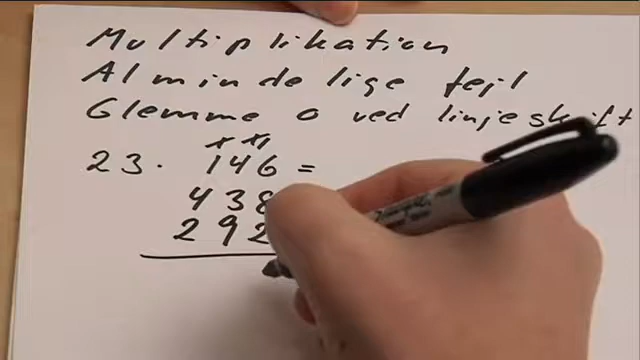 Multiplikation
Almindelige fejl
Glemme 0 ved linjeskift
23 · 146 =
438
292